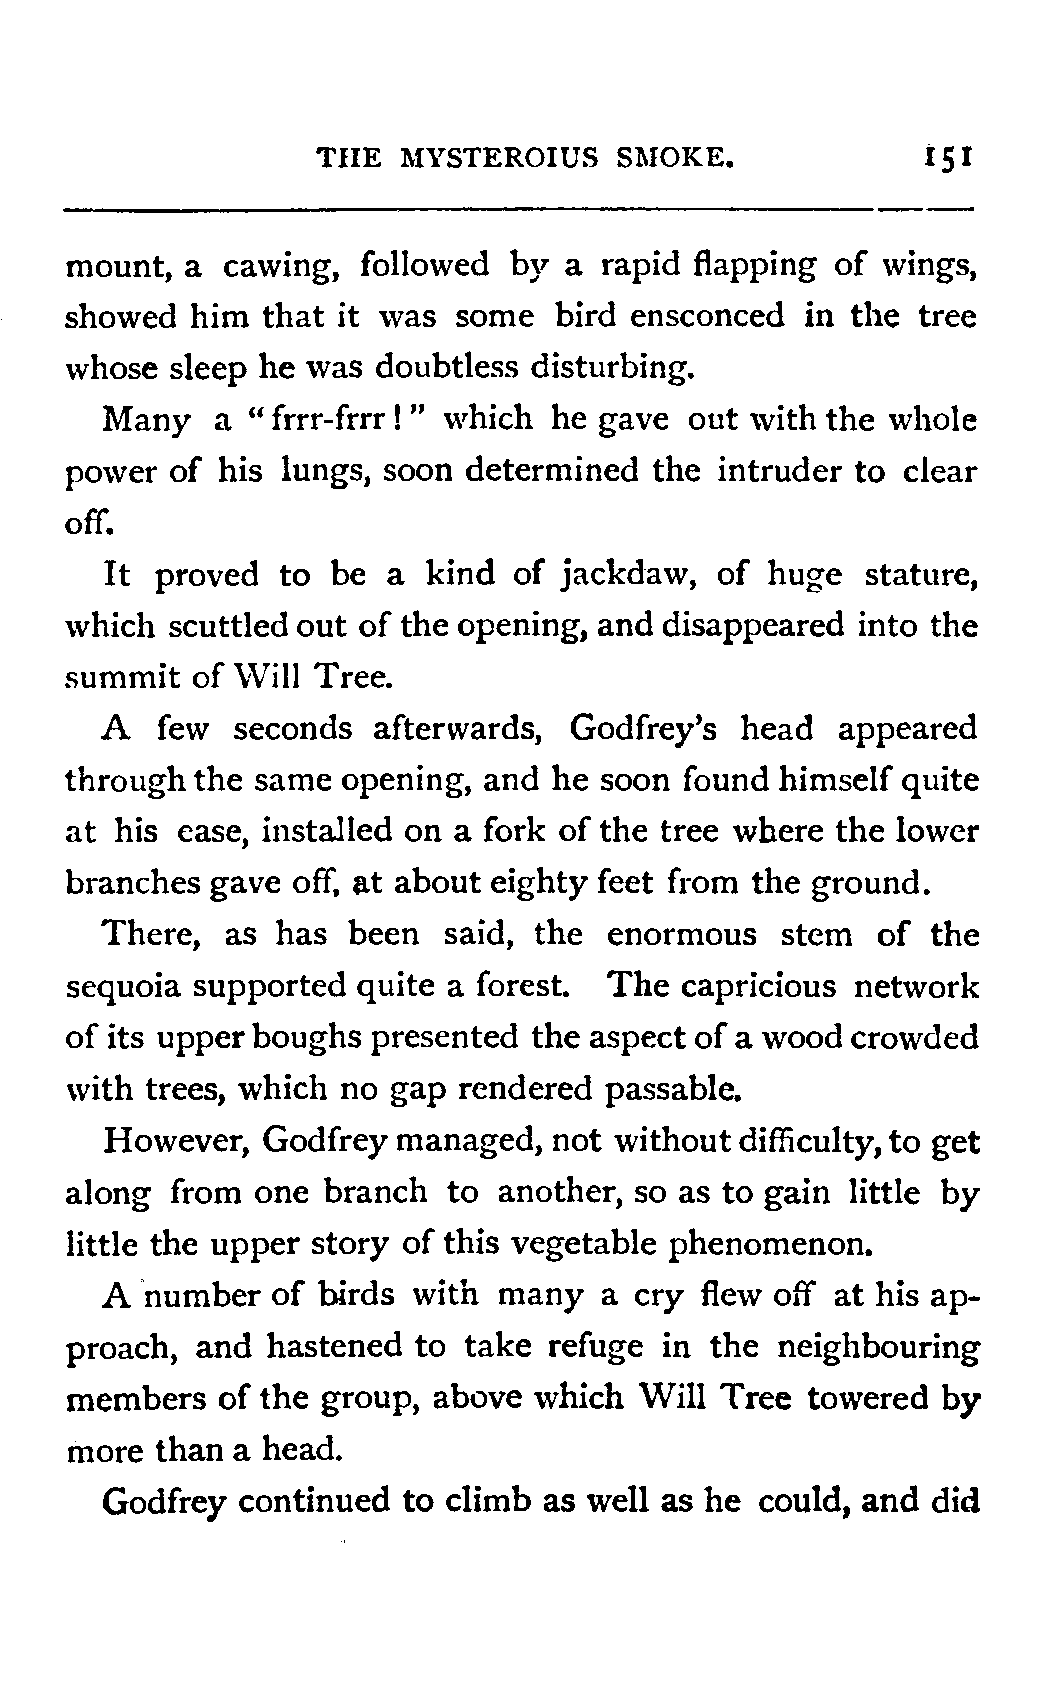 THE MYSTEROIUS SMOKE. 151
mount, a cawing, followed by a rapid flapping of wings,
showed him that it was some bird ensconced in the tree
whose sleep he was doubtless disturbing.
Many a “frrr-frrr!” which he gave out with the whole
power of his lungs, soon determined the intruder to clear
off.
It proved to be a kind of jackdaw, of huge stature,
which scuttled out of the opening, and disappeared into the
summit of Will Tree.
A few seconds afterwards, Godfrey’s head appeared
through the same opening, and he soon found himself quite
at his ease, installed on a fork of the tree where the lower
branches gave off, at about eighty feet from the ground.
There, as has been said, the enormous stem of the
sequoia supported quite a forest. The capricious network
of its upper boughs presented the aspect of a wood crowded
with trees, which no gap rendered passable.
However, Godfrey managed, not without difficulty, to get
along from one branch to another, so as to gain little by
little the upper story of this vegetable phenomenon.
A number of birds with many a cry flew off at his ap-
proach, and hastened to take refuge in the neighbouring
members of the group, above which Will Tree towered by
more than a head.
Godfrey continued to climb as well as he could, and did